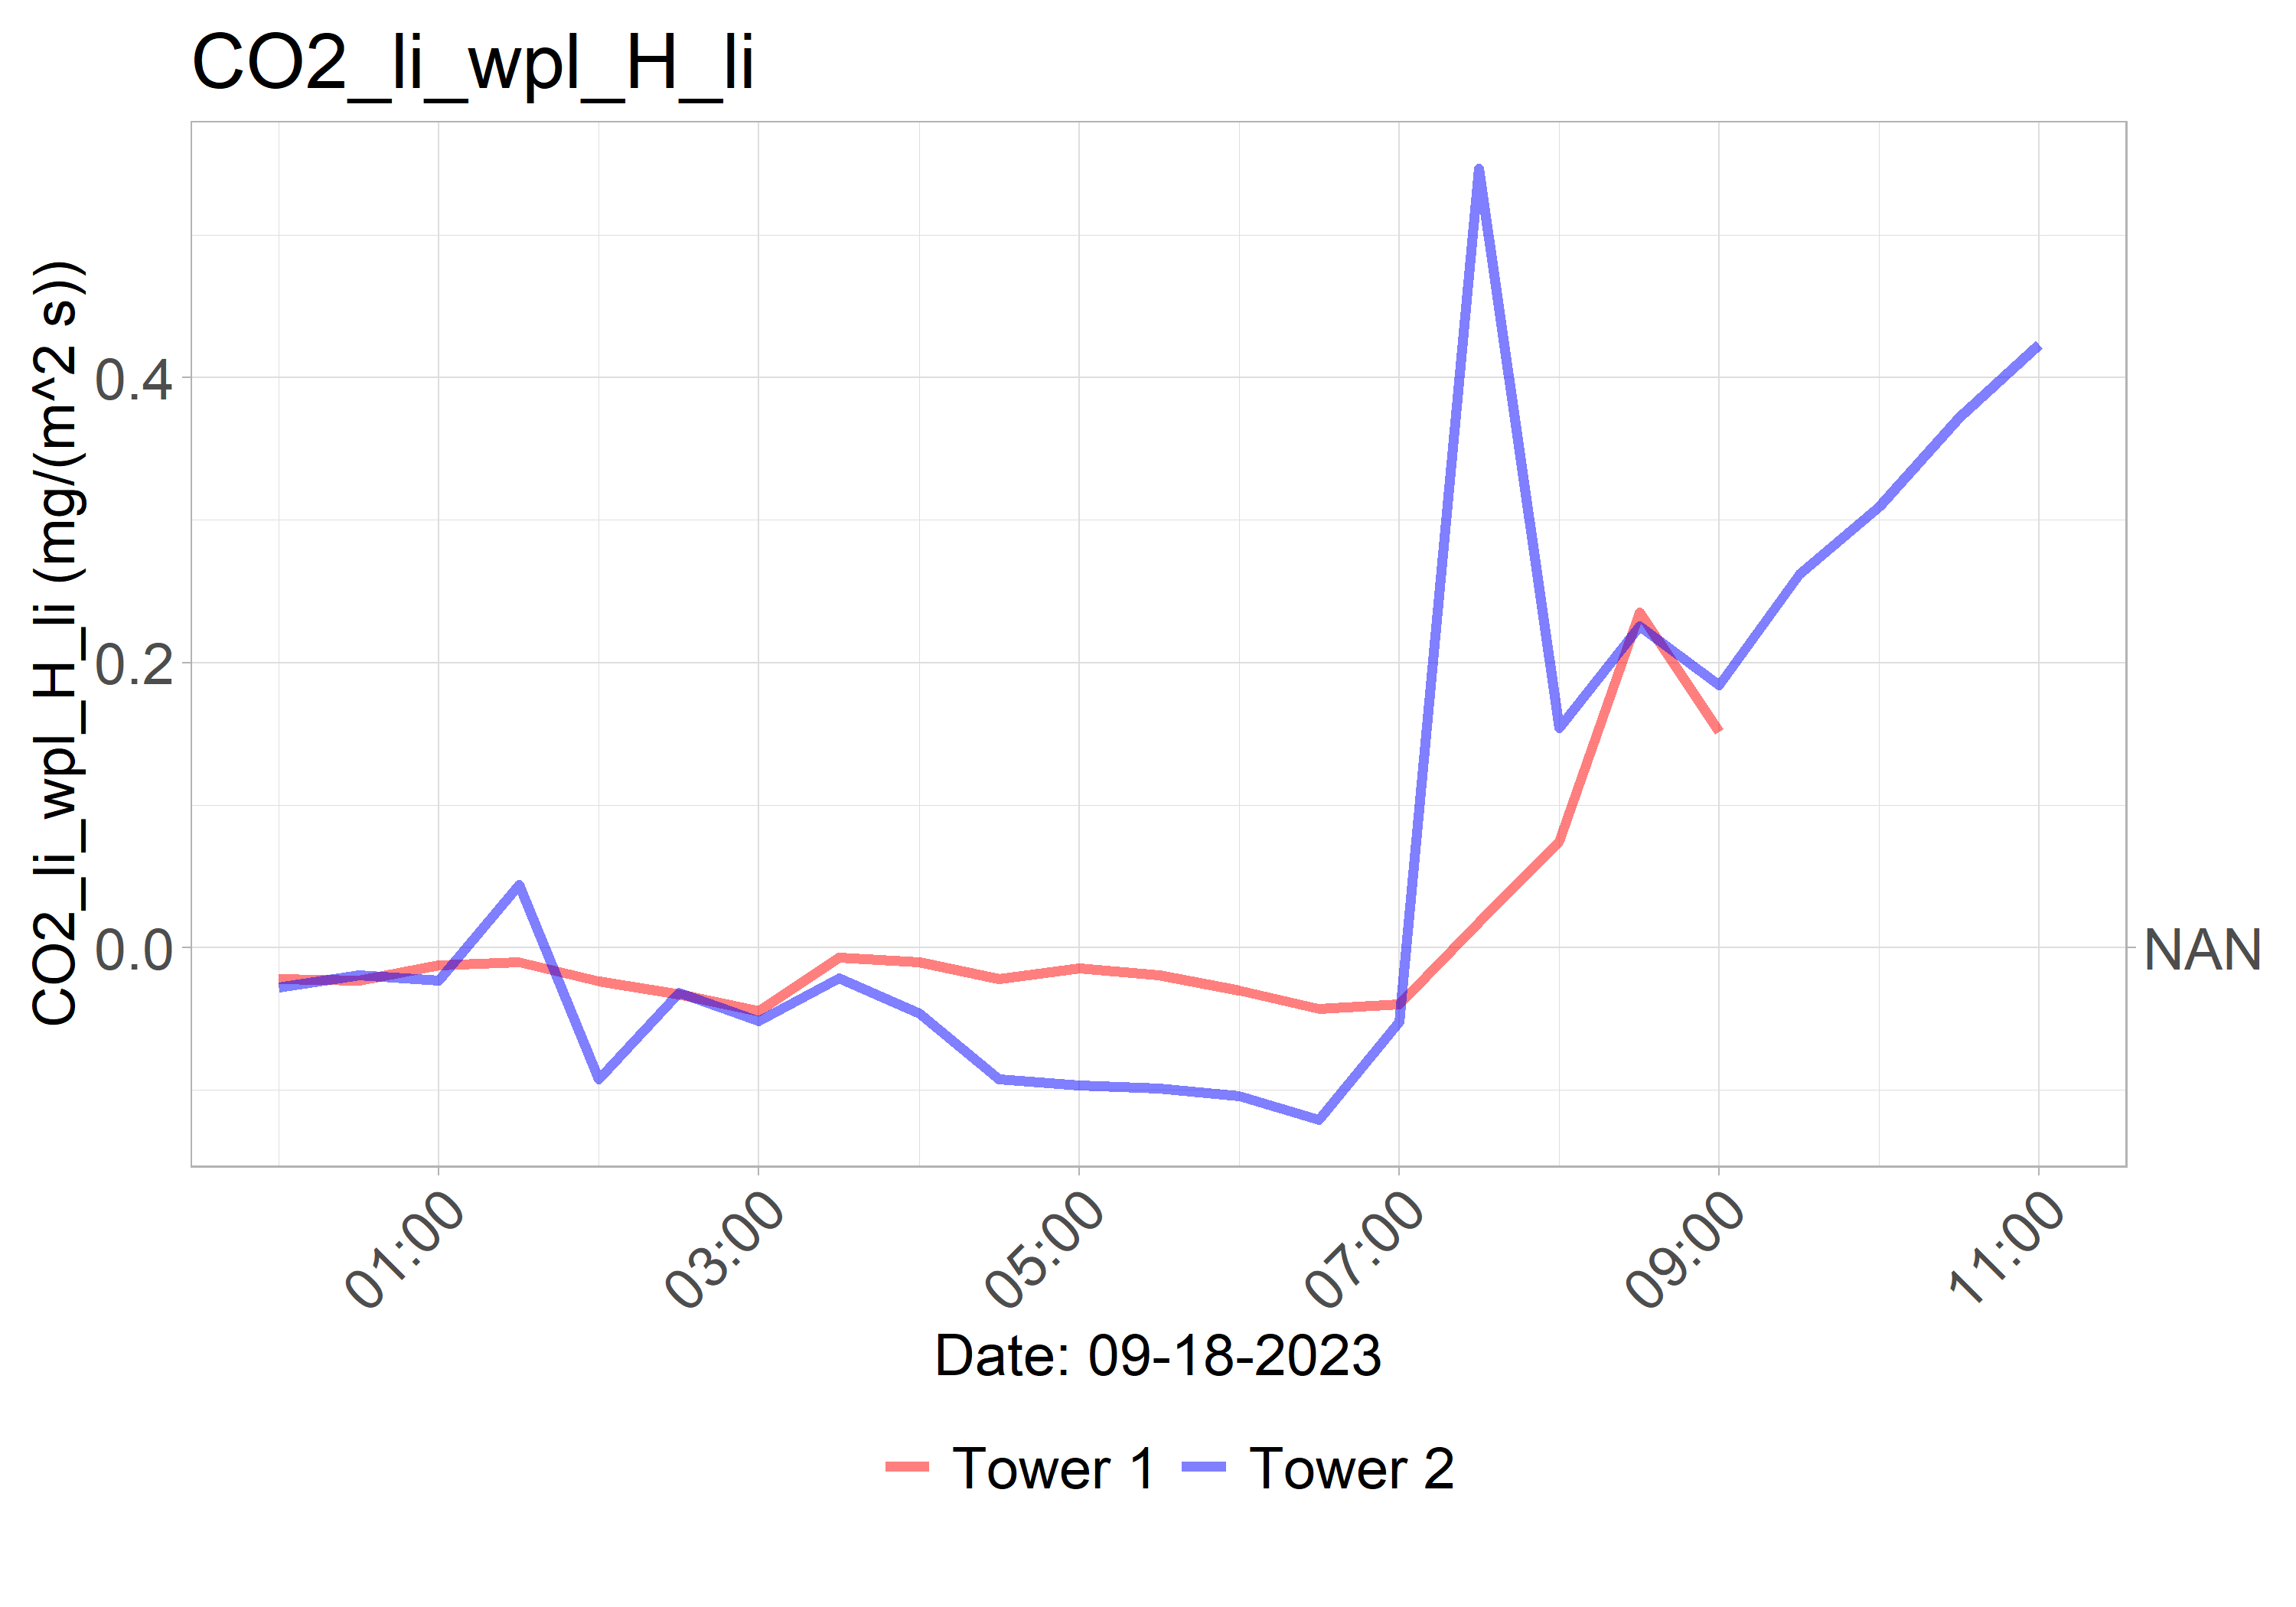 CO2_li_wpl_H_li
CO2_li_wpl_H_li (mg/(m^2 s))
0.4
0.2
0.0
NAN
01:00
03:00
05:00
07:00
09:00
11:00
Date: 09-18-2023
Tower 1
Tower 2